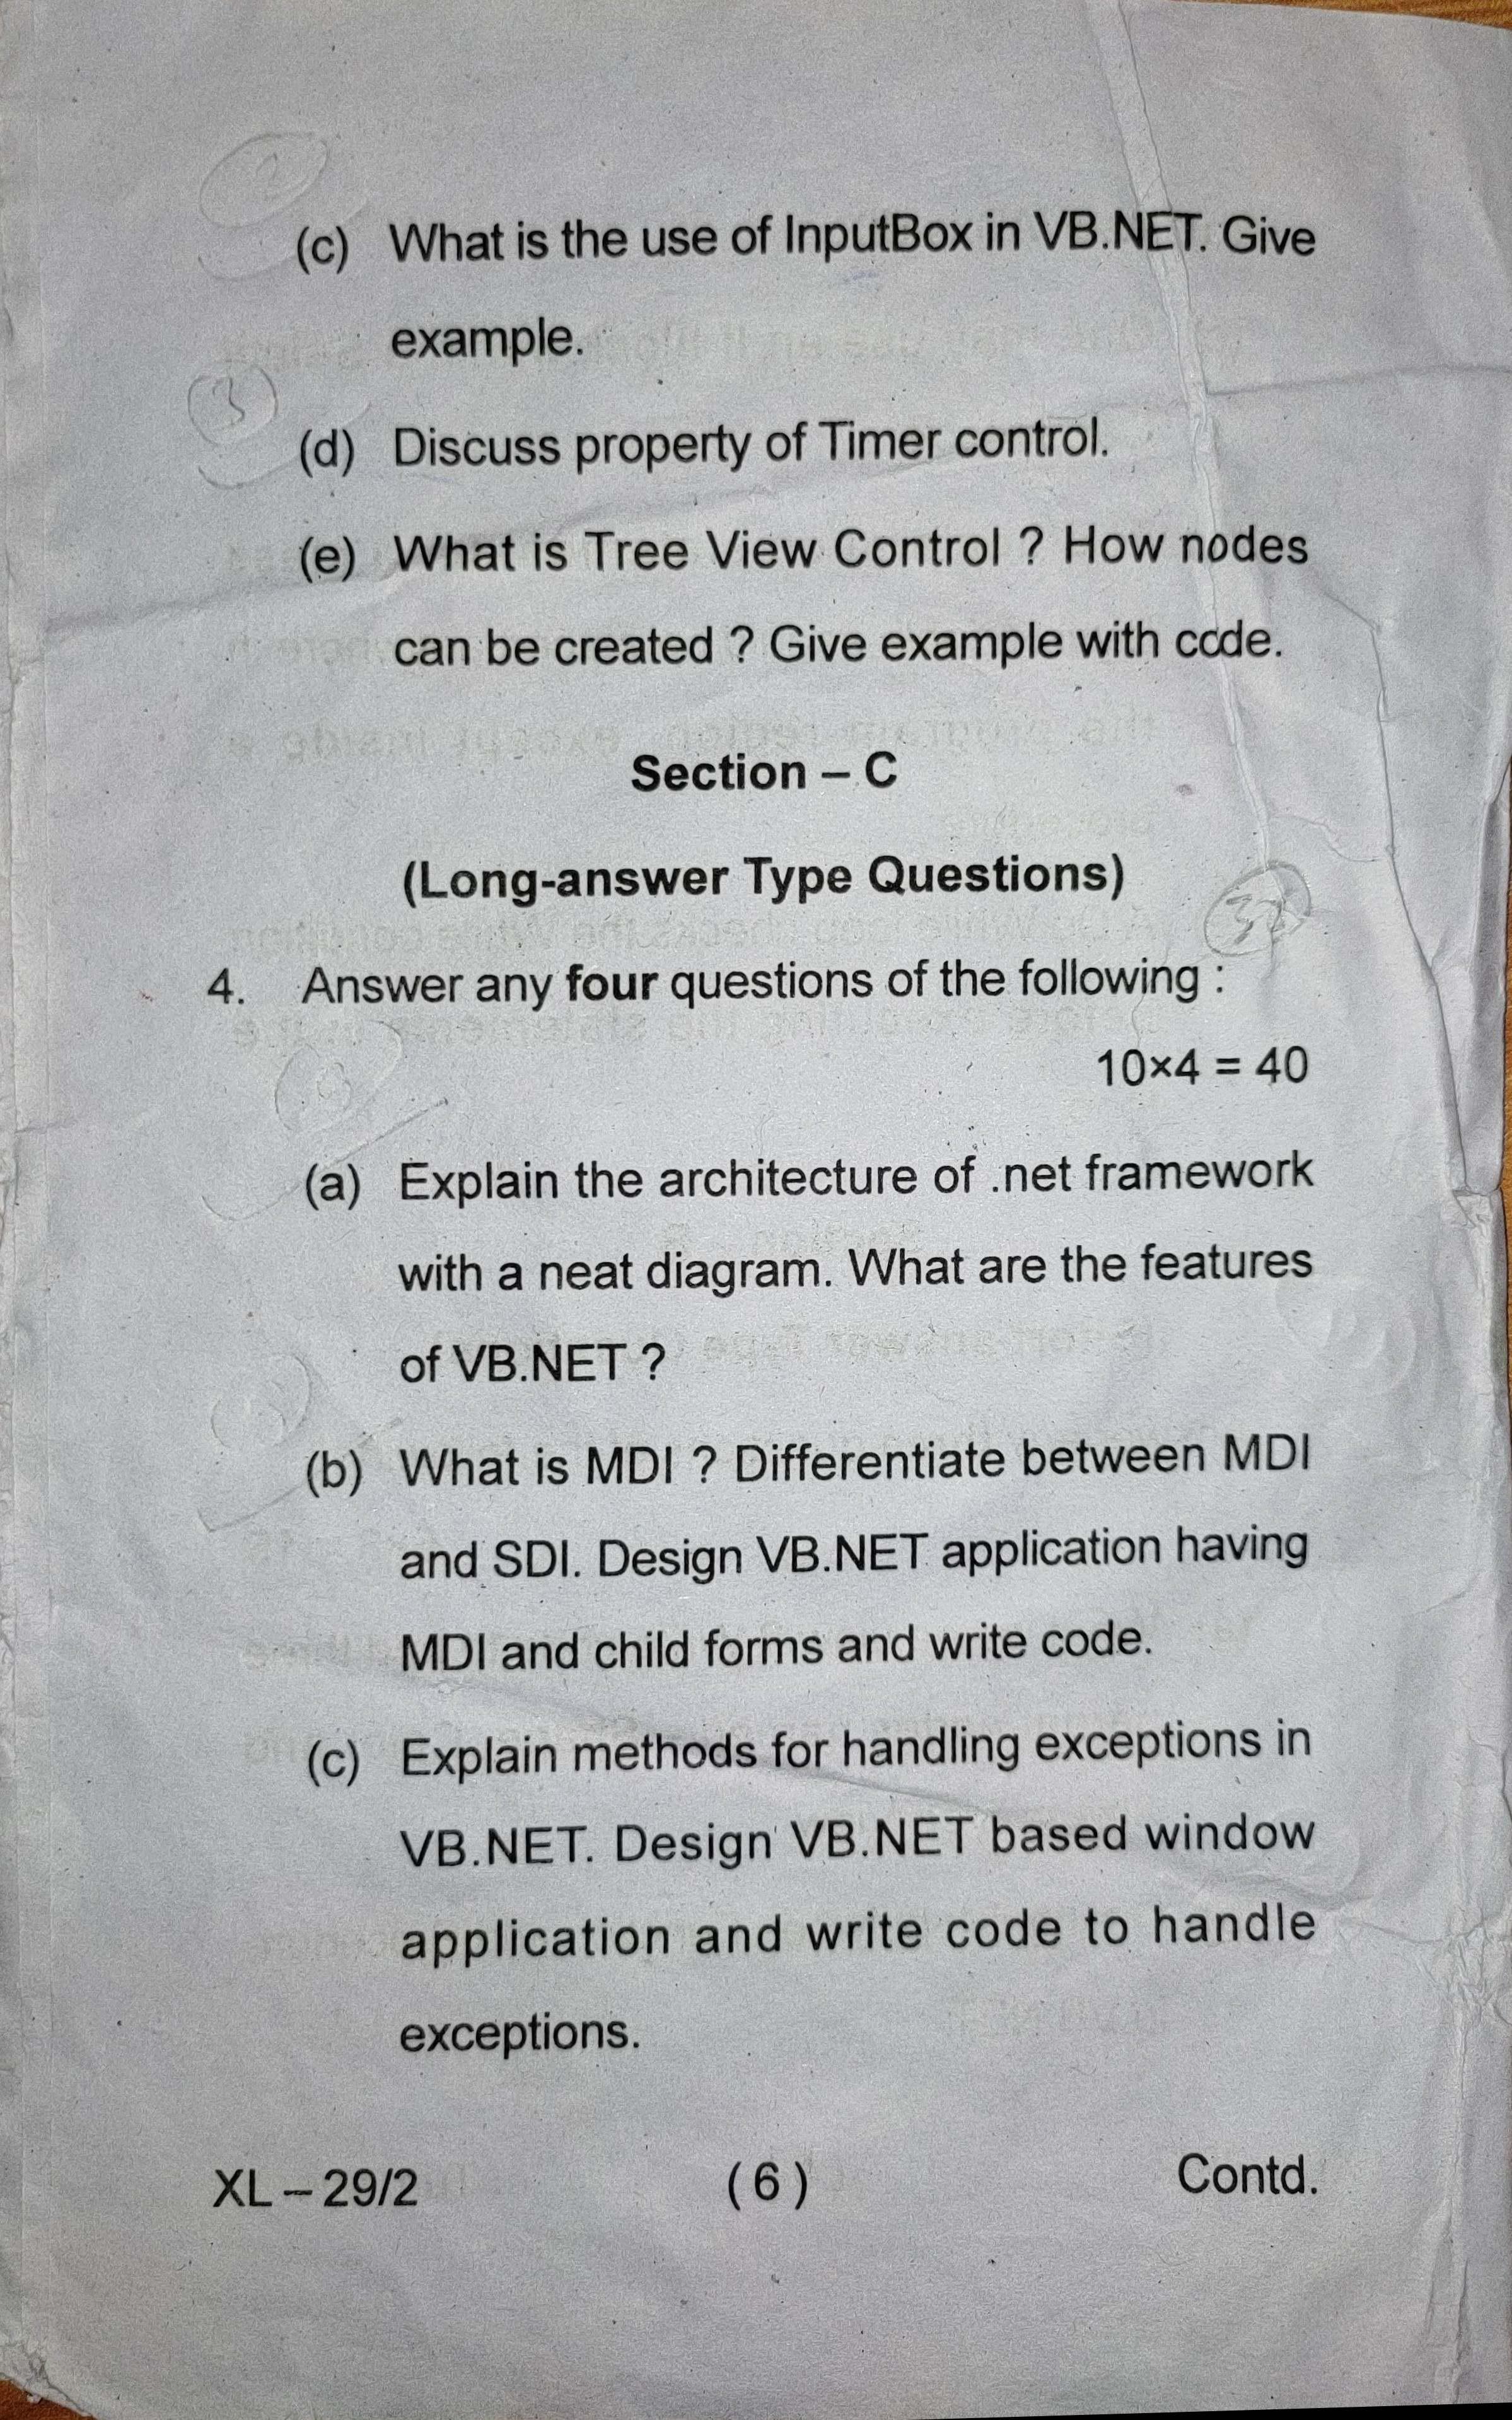 (c) What is the use of InputBox in VB.NET. Give
example.
3
(d) Discuss property of Timer control.
(e) What is Tree View Control ? How nodes
can be created ? Give example with code.
Section – C
(Long-answer Type Questions)
4. Answer any four questions of the following :
10×4 = 40
(a) Explain the architecture of .net framework
with a neat diagram. What are the features
of VB.NET ?
(b) What is MDI ? Differentiate between MDI
and SDI. Design VB.NET application having
MDI and child forms and write code.
(c) Explain methods for handling exceptions in
VB.NET. Design VB.NET based window
application and write code to handle
exceptions.
XL – 29/2 (6) Contd.